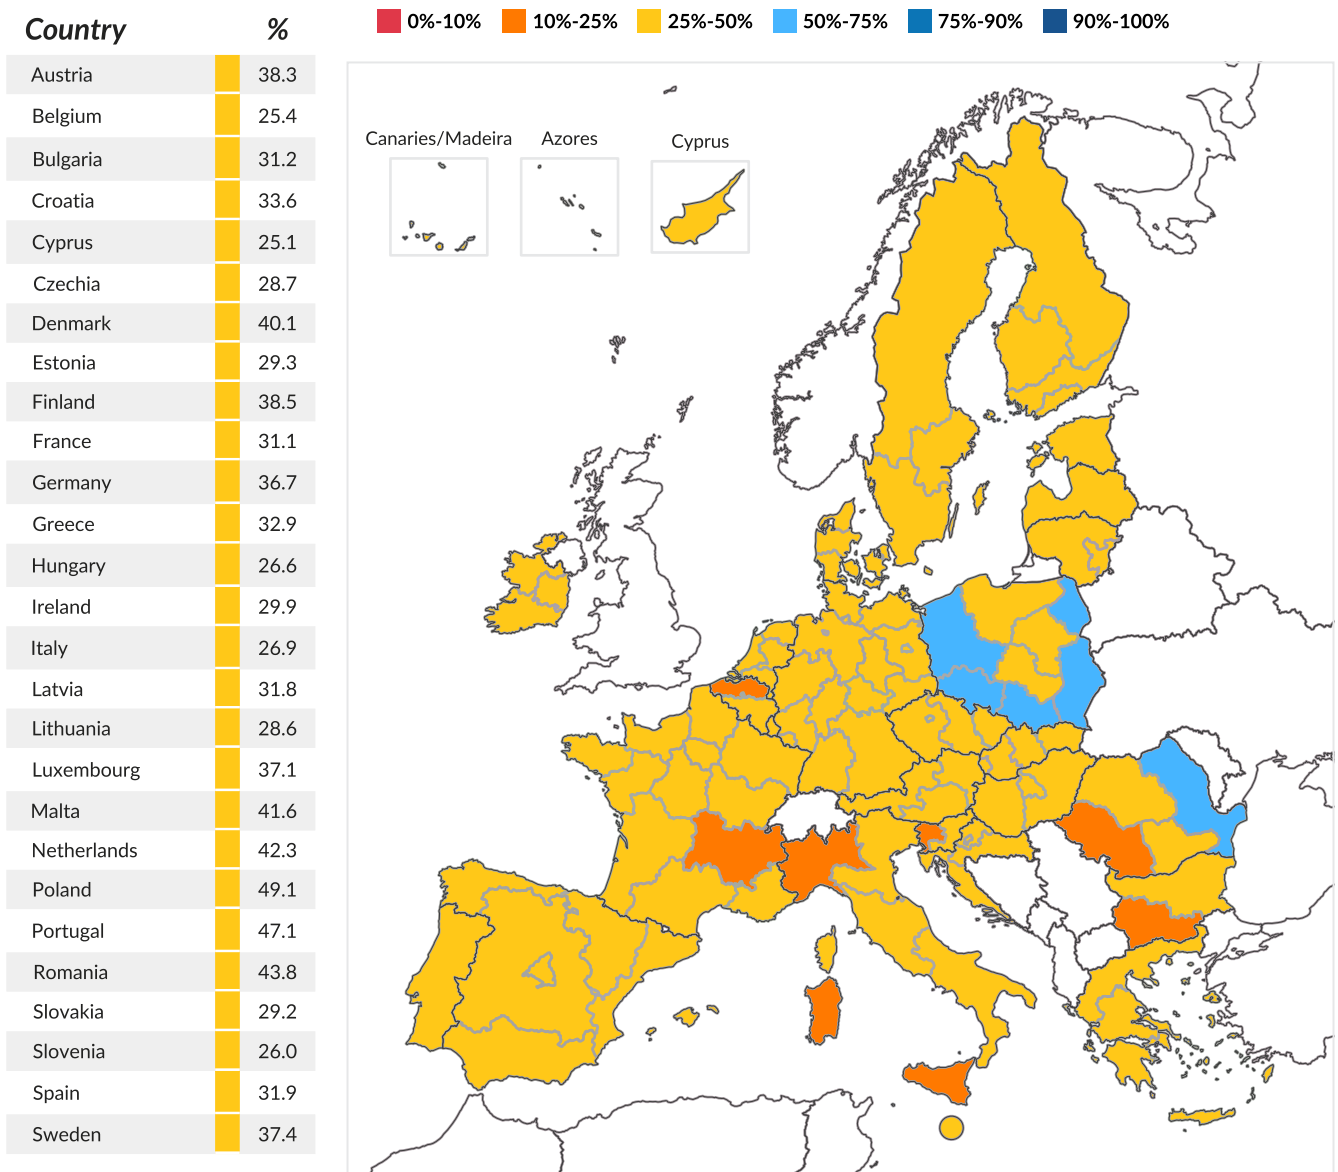 Country %
0%-10% 10%-25% 25%-50% 50%-75% 75%-90% 90%-100%
Austria 38.3
Belgium 25.4
Bulgaria 31.2
Croatia 33.6
Cyprus 25.1
Czechia 28.7
Denmark 40.1
Estonia 29.3
Finland 38.5
France 31.1
Germany 36.7
Greece 32.9
Hungary 26.6
Ireland 29.9
Italy 26.9
Latvia 31.8
Lithuania 28.6
Luxembourg 37.1
Malta 41.6
Netherlands 42.3
Poland 49.1
Portugal 47.1
Romania 43.8
Slovakia 29.2
Slovenia 26.0
Spain 31.9
Sweden 37.4
Canaries/Madeira Azores Cyprus